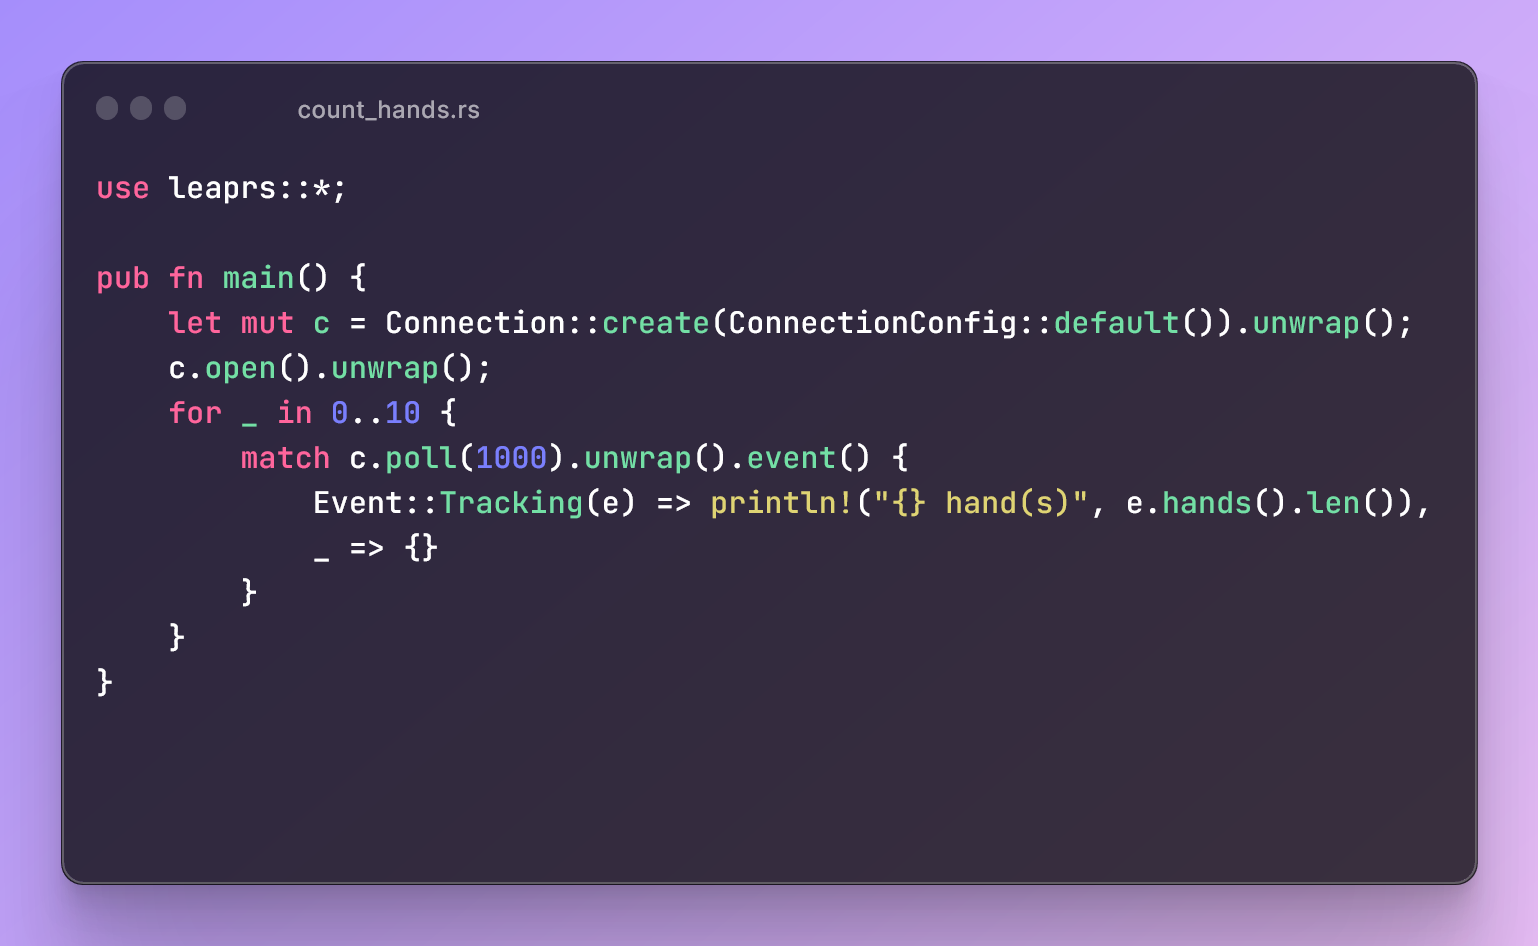 count_hands.rs
use leaprs::*;
pub fn main() {
    let mut c = Connection::create(ConnectionConfig::default()).unwrap();
    c.open().unwrap();
    for _ in 0..10 {
        match c.poll(1000).unwrap().event() {
            Event::Tracking(e) => println!("{} hand(s)", e.hands().len()),
            _ => {}
        }
    }
}